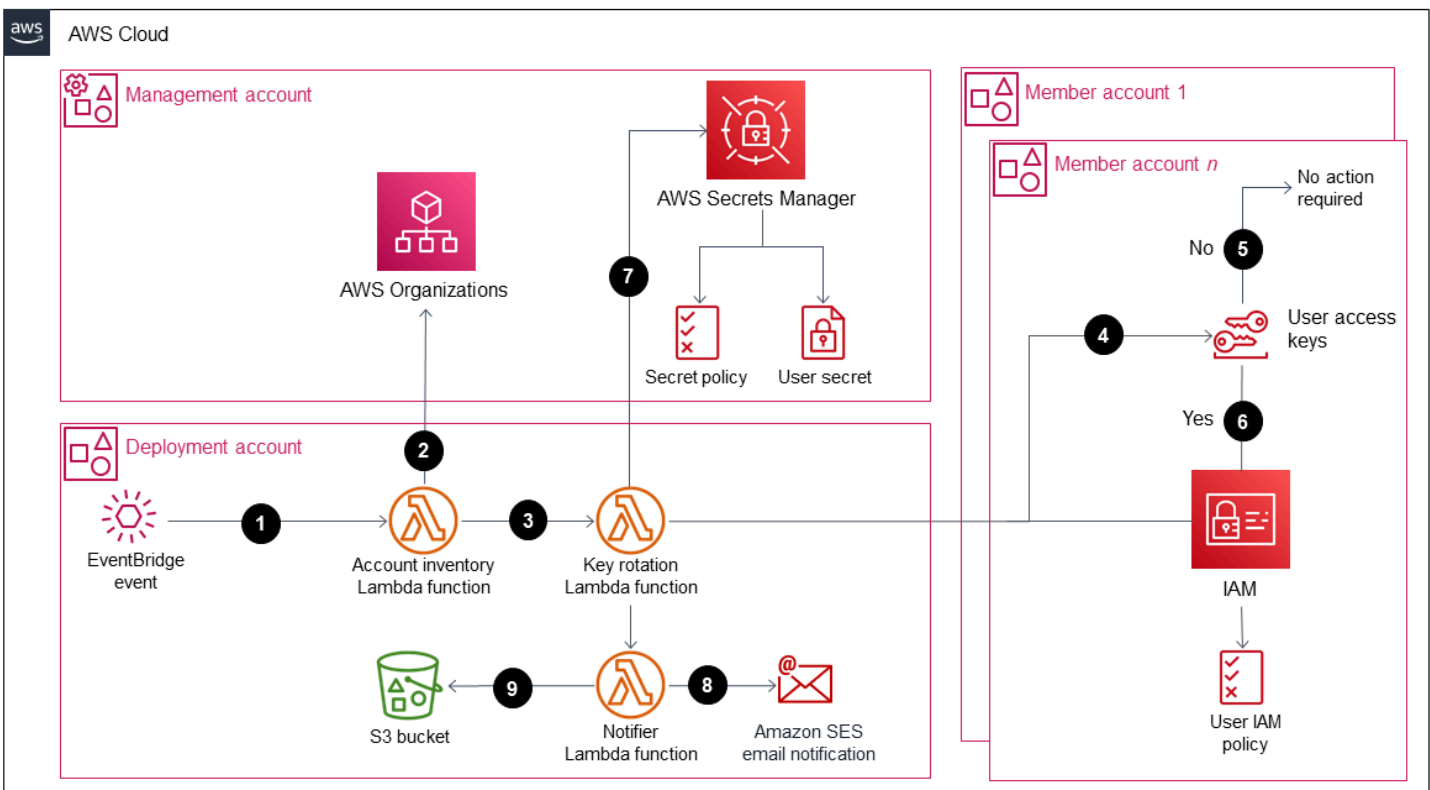 aws
AWS Cloud
Management account
AWS Secrets Manager
AWS Organizations
7
Secret policy
User secret
Member account 1
Member account n
No action
required
No
5
4
User access
keys
Yes
6
Deployment account
2
1
3
EventBridge
event
Account inventory
Lambda function
Key rotation
Lambda function
IAM
9
8
@
S3 bucket
Notifier
Lambda function
Amazon SES
email notification
User IAM
policy